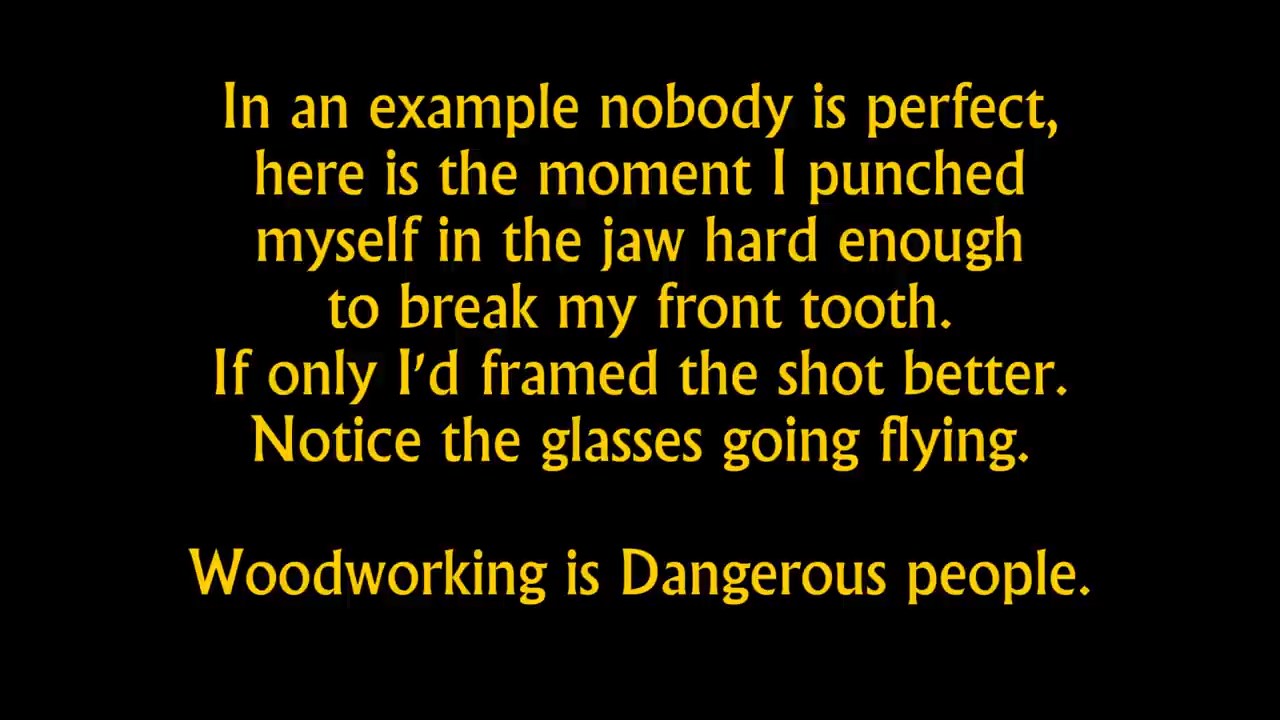 In an example nobody is perfect,
here is the moment I punched
myself in the jaw hard enough
to break my front tooth.
If only I’d framed the shot better.
Notice the glasses going flying.
Woodworking is Dangerous people.